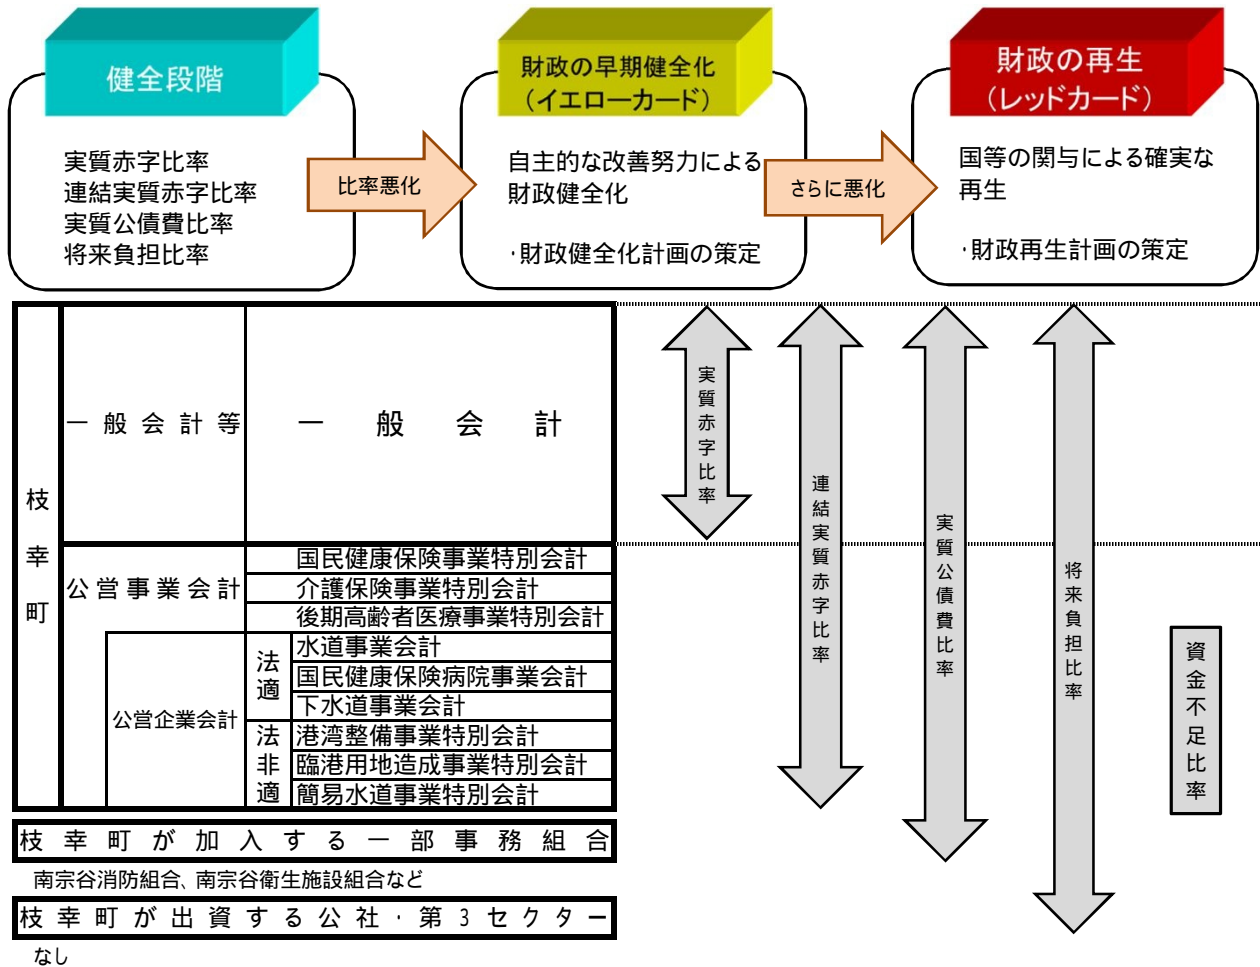 健全段階
実質赤字比率
連結実質赤字比率
実質公債費比率
将来負担比率
比率悪化
財政の早期健全化
（イエローカード）
自主的な改善努力による
財政健全化
・財政健全化計画の策定
さらに悪化
財政の再生
（レッドカード）
国等の関与による確実な
再生
・財政再生計画の策定
枝幸町
一般会計等
一般会計
公営事業会計
国民健康保険事業特別会計
介護保険事業特別会計
後期高齢者医療事業特別会計
公営企業会計
法適
水道事業会計
国民健康保険病院事業会計
下水道事業会計
法非適
港湾整備事業特別会計
臨港用地造成事業特別会計
簡易水道事業特別会計
枝幸町が加入する一部事務組合
南宗谷消防組合、南宗谷衛生施設組合など
枝幸町が出資する公社・第3セクター
なし
実質赤字比率
連結実質赤字比率
実質公債費比率
将来負担比率
資金不足比率